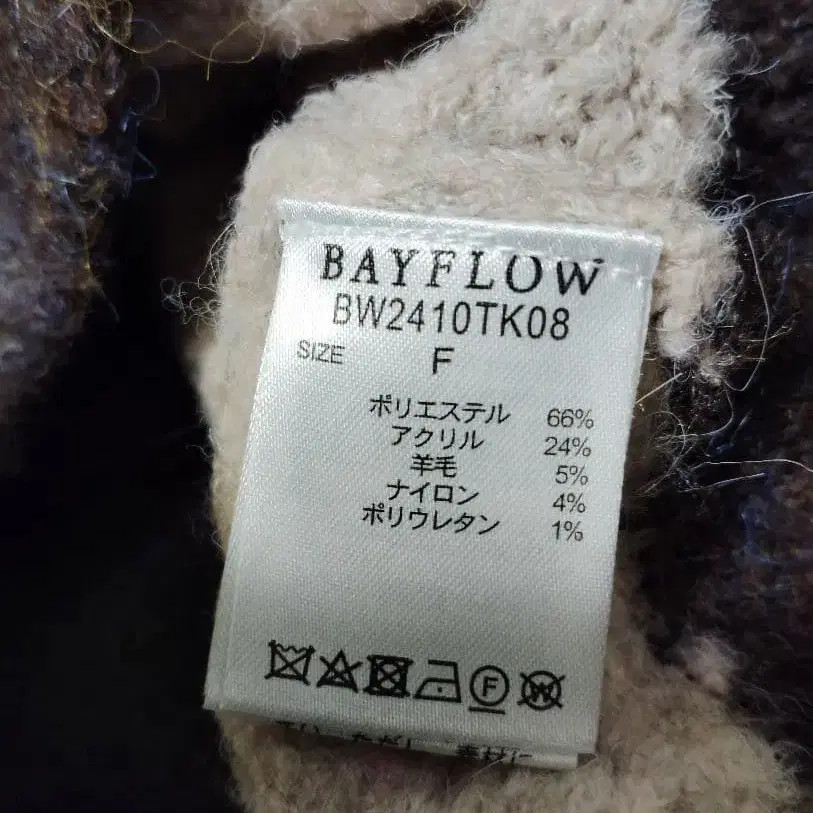 BAYFLOW
BW2410TK08
SIZE F
ポリエステル 66%
アクリル 24%
羊毛 5%
ナイロン 4%
ポリウレタン 1%
F
W